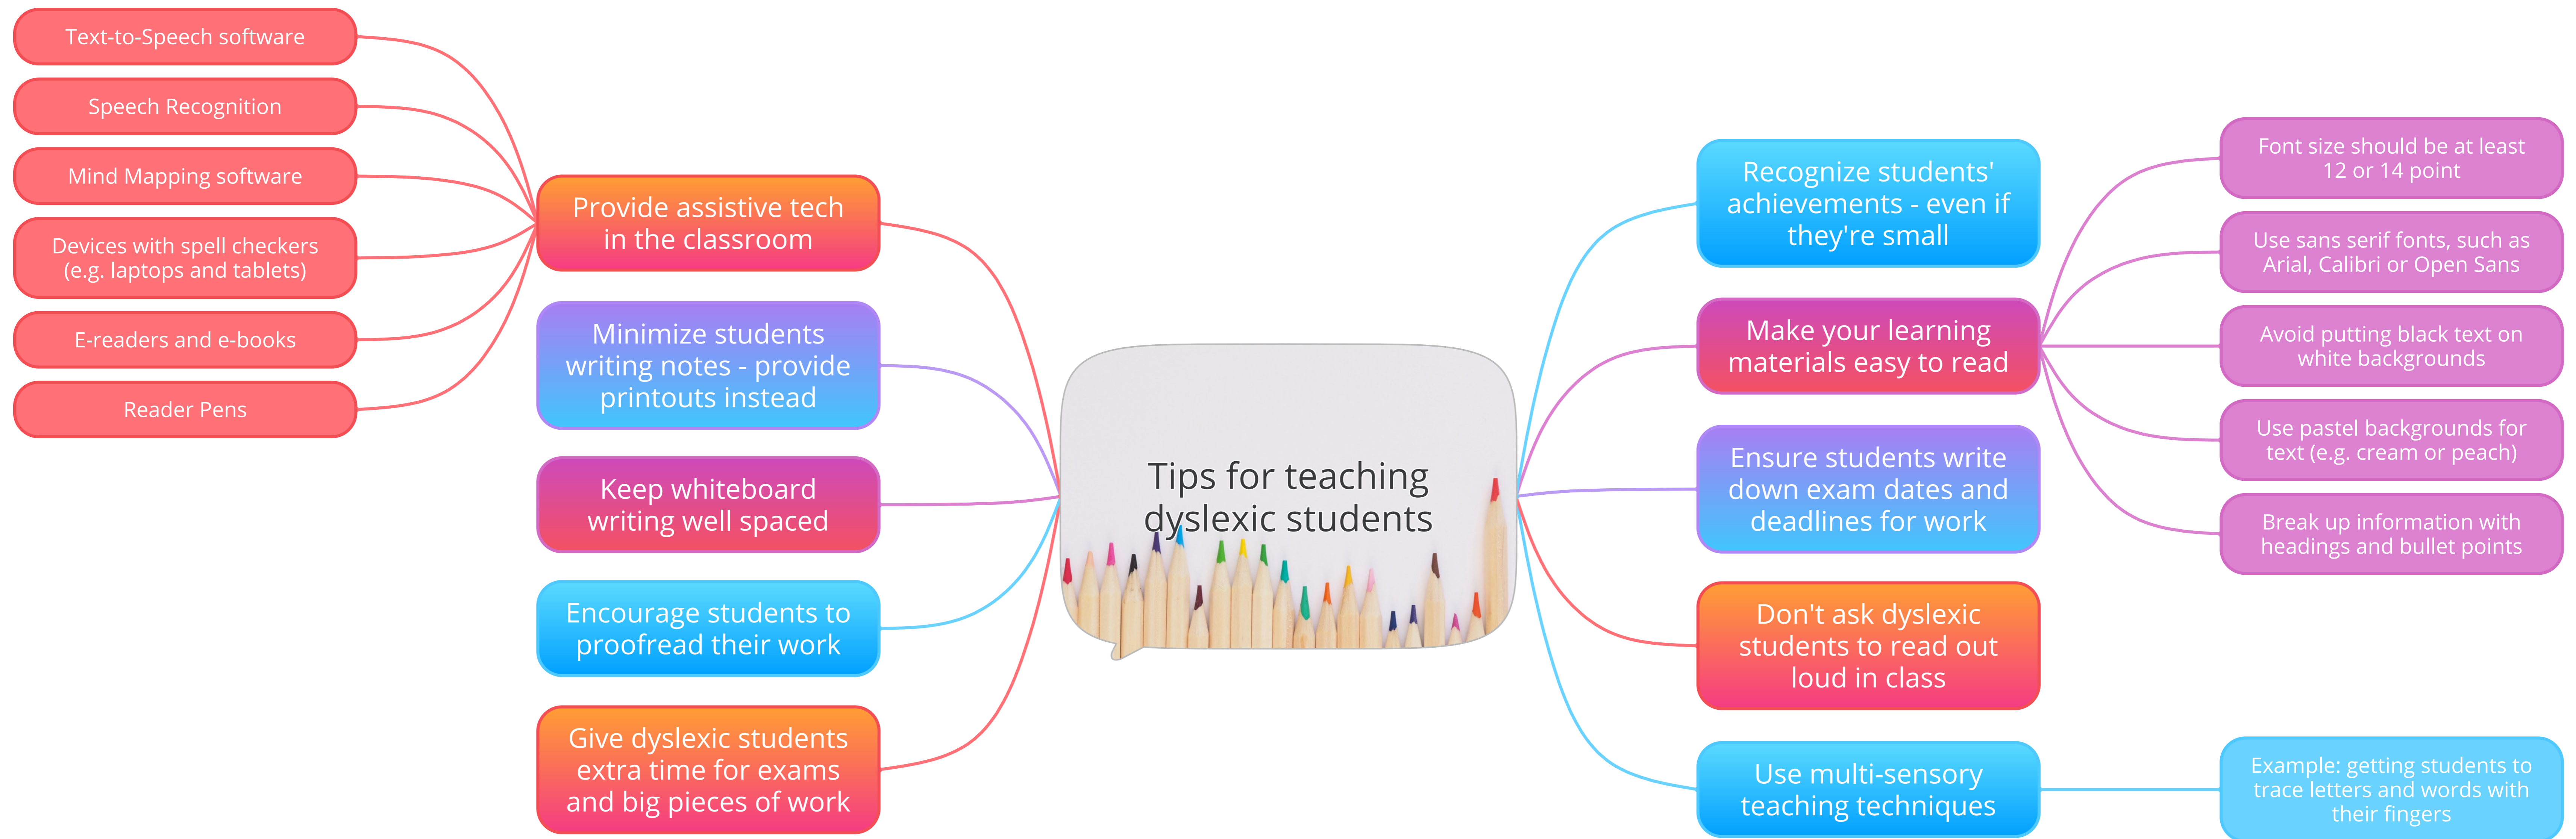 Tips for teaching
dyslexic students
Provide assistive tech
in the classroom
Text-to-Speech software
Speech Recognition
Mind Mapping software
Devices with spell checkers
(e.g. laptops and tablets)
E-readers and e-books
Reader Pens
Minimize students
writing notes - provide
printouts instead
Keep whiteboard
writing well spaced
Encourage students to
proofread their work
Give dyslexic students
extra time for exams
and big pieces of work
Recognize students'
achievements - even if
they're small
Make your learning
materials easy to read
Font size should be at least
12 or 14 point
Use sans serif fonts, such as
Arial, Calibri or Open Sans
Avoid putting black text on
white backgrounds
Use pastel backgrounds for
text (e.g. cream or peach)
Break up information with
headings and bullet points
Ensure students write
down exam dates and
deadlines for work
Don't ask dyslexic
students to read out
loud in class
Use multi-sensory
teaching techniques
Example: getting students to
trace letters and words with
their fingers